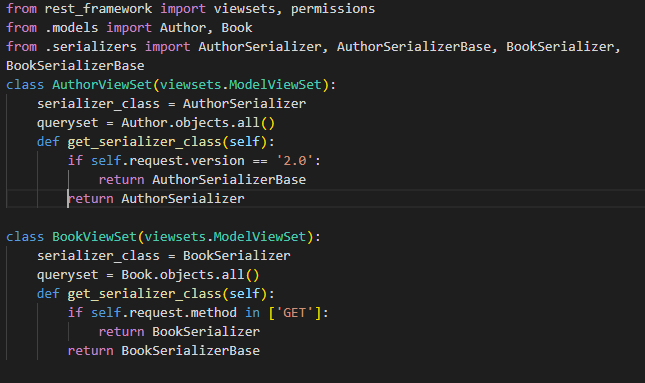 from rest_framework import viewsets, permissions
from .models import Author, Book
from .serializers import AuthorSerializer, AuthorSerializerBase, BookSerializer,
BookSerializerBase
class AuthorViewSet(viewsets.ModelViewSet):
    serializer_class = AuthorSerializer
    queryset = Author.objects.all()
    def get_serializer_class(self):
        if self.request.version == '2.0':
            return AuthorSerializerBase
        return AuthorSerializer

class BookViewSet(viewsets.ModelViewSet):
    serializer_class = BookSerializer
    queryset = Book.objects.all()
    def get_serializer_class(self):
        if self.request.method in ['GET']:
            return BookSerializer
        return BookSerializerBase